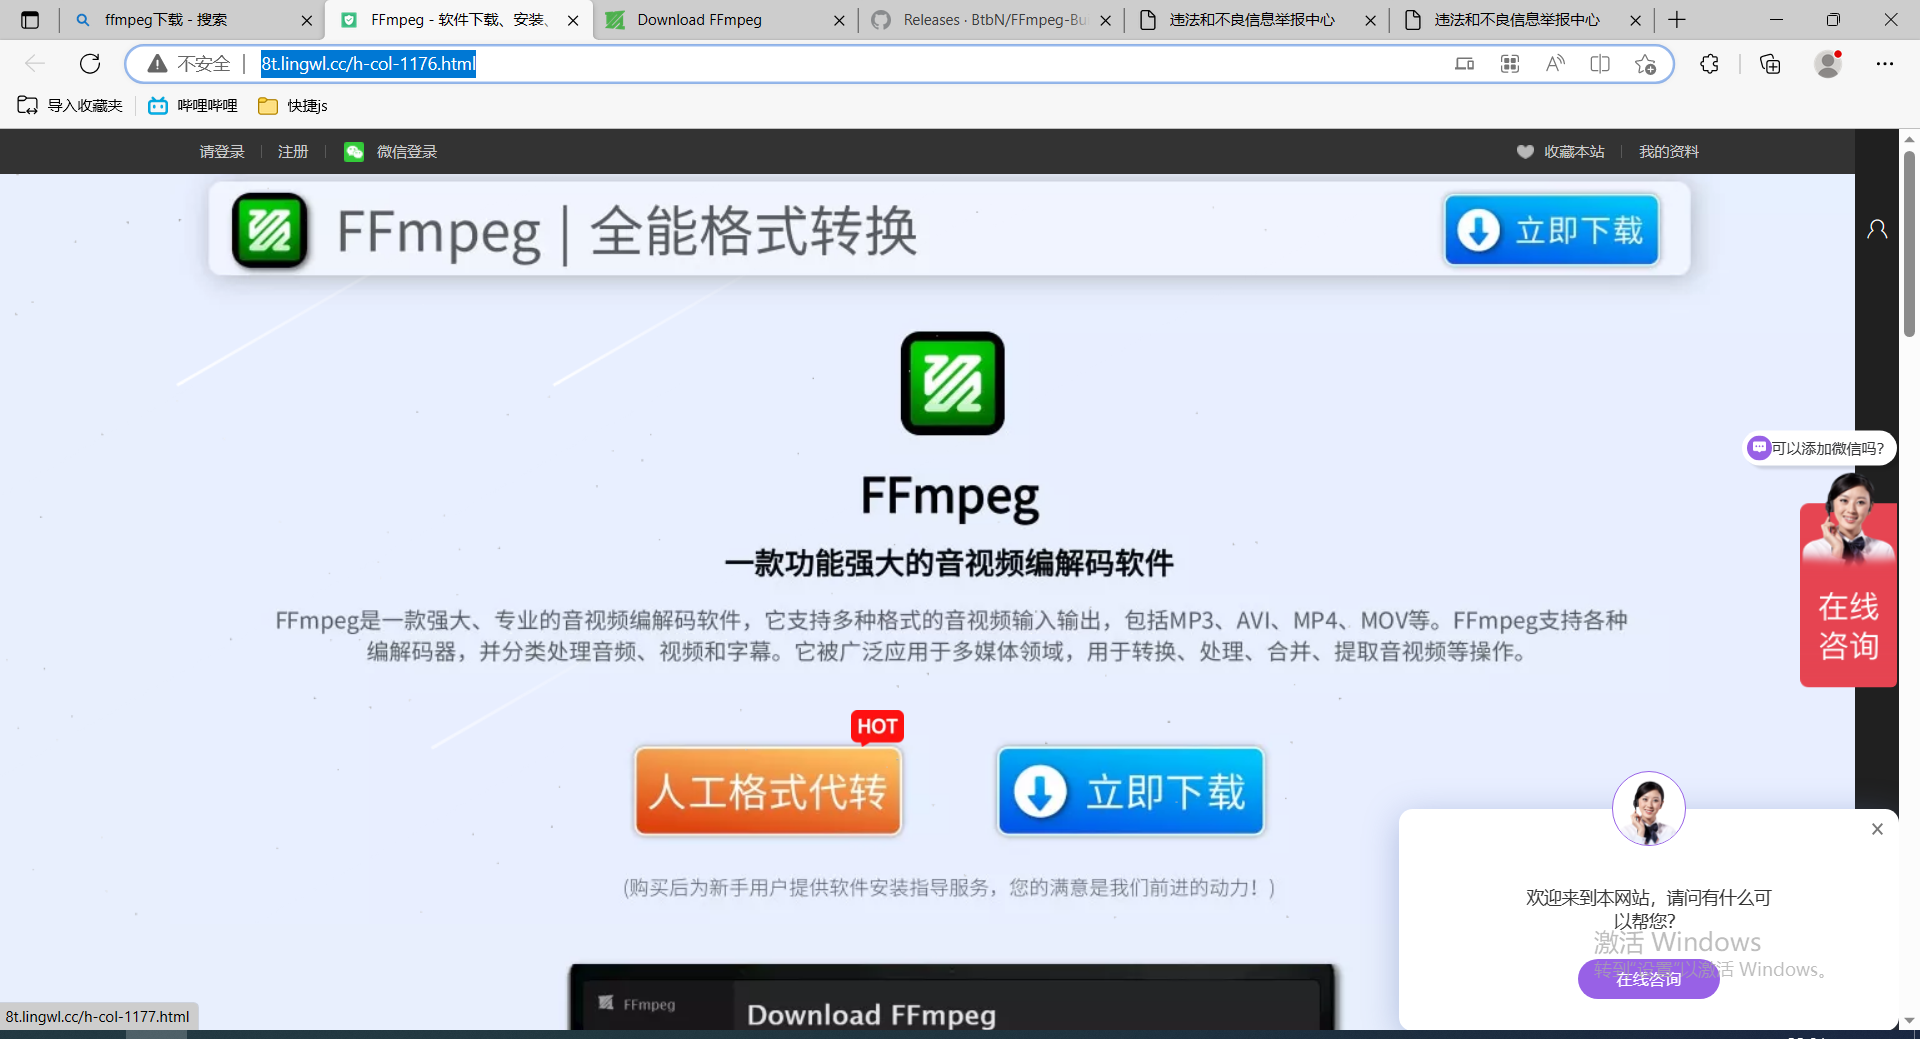 ffmpeg下载 - 搜索
FFmpeg - 软件下载、安装、
Download FFmpeg
Releases · BtbN/FFmpeg-Bu
违法和不良信息举报中心
违法和不良信息举报中心
不安全
8t.lingwl.cc/h-col-1176.html
导入收藏夹
哔哩哔哩
快捷js
请登录
注册
微信登录
收藏本站
我的资料
FFmpeg | 全能格式转换
立即下载
可以添加微信吗?
FFmpeg
一款功能强大的音视频编解码软件
FFmpeg是一款强大、专业的音视频编解码软件，它支持多种格式的音视频输入输出，包括MP3、AVI、MP4、MOV等。FFmpeg支持各种
编解码器，并分类处理音频、视频和字幕。它被广泛应用于多媒体领域，用于转换、处理、合并、提取音视频等操作。
在线
咨询
HOT
人工格式代转
立即下载
(购买后为新手用户提供软件安装指导服务，您的满意是我们前进的动力！)
欢迎来到本网站，请问有什么可
以帮您?
激活 Windows
转到"设置"以激活 Windows。
在线咨询
FFmpeg
Download FFmpeg
8t.lingwl.cc/h-col-1177.html